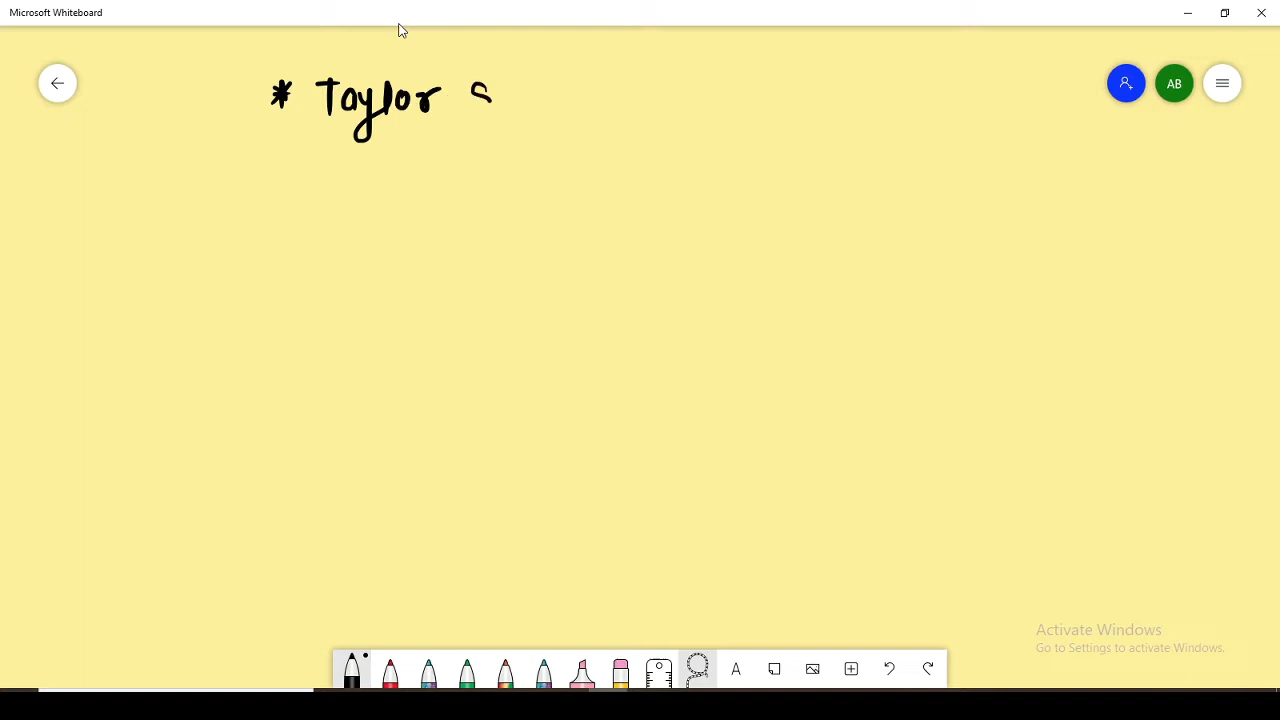 Microsoft Whiteboard
* Taylor S
AB
Activate Windows
Go to Settings to activate Windows.
A